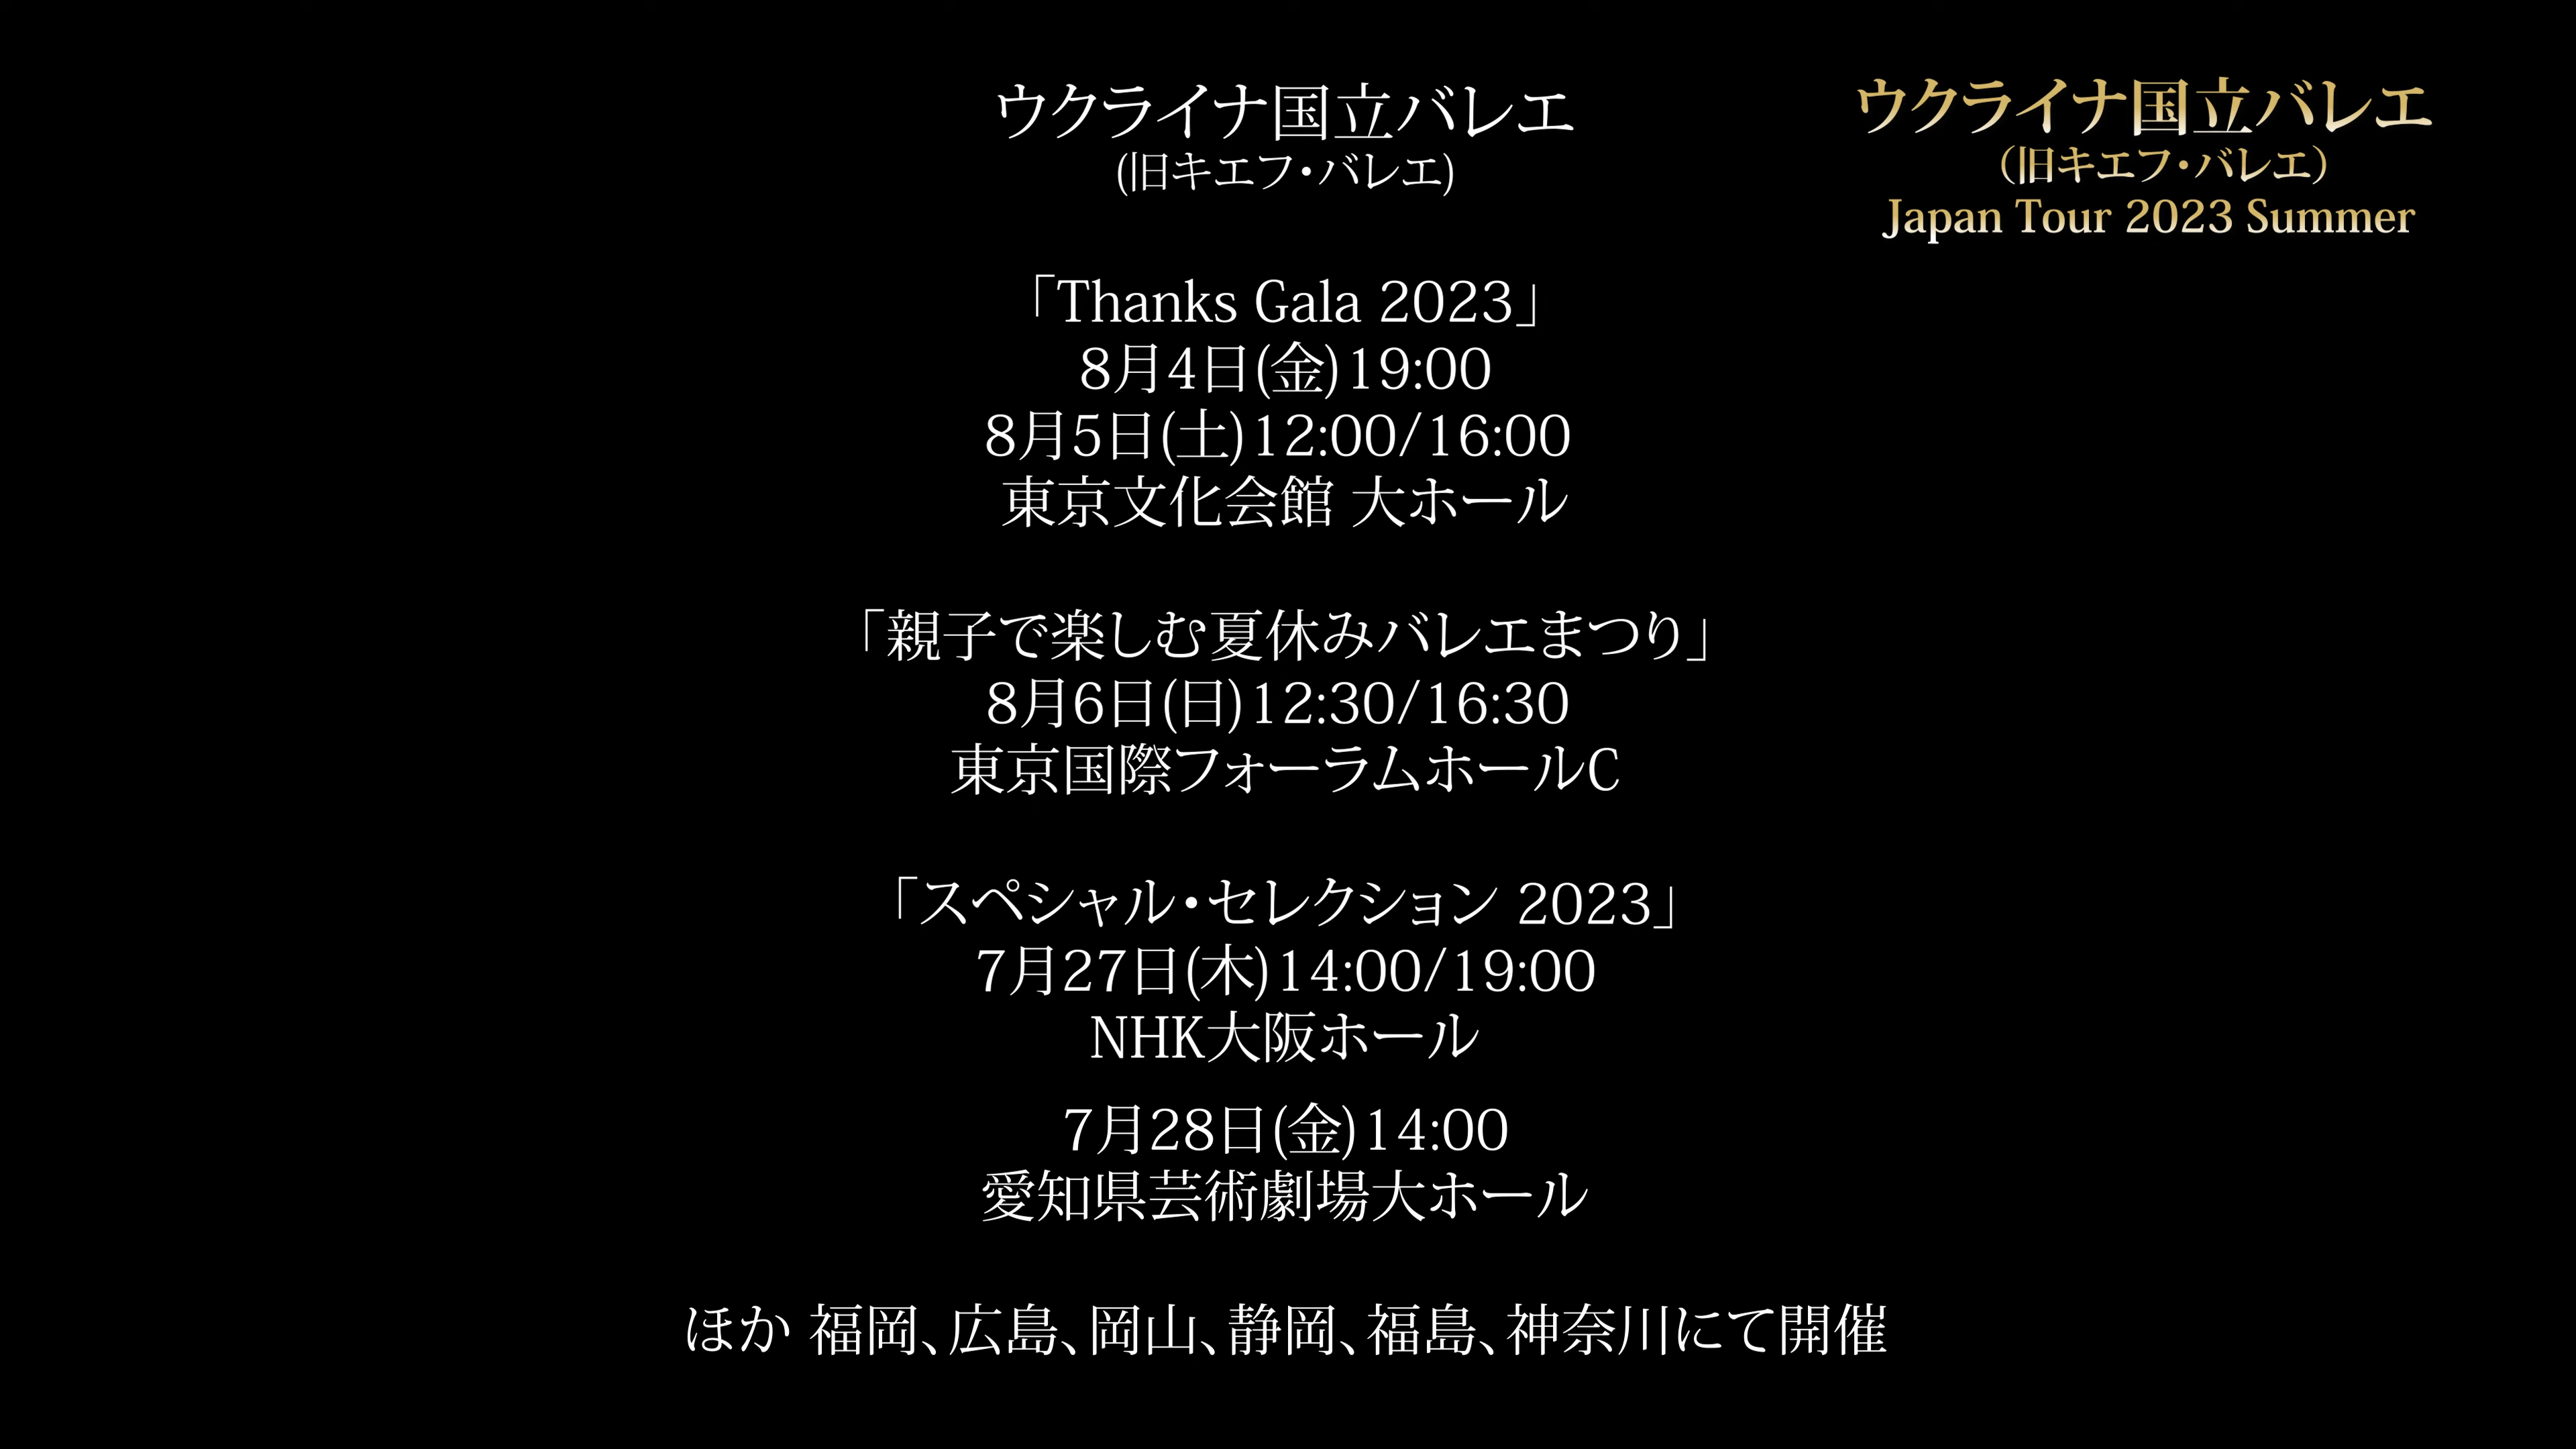 ウクライナ国立バレエ
(旧キエフ・バレエ)
ウクライナ国立バレエ
（旧キエフ・バレエ）
Japan Tour 2023 Summer
「Thanks Gala 2023」
8月4日(金)19:00
8月5日(土)12:00/16:00
東京文化会館 大ホール
「親子で楽しむ夏休みバレエまつり」
8月6日(日)12:30/16:30
東京国際フォーラムホールC
「スペシャル・セレクション 2023」
7月27日(木)14:00/19:00
NHK大阪ホール
7月28日(金)14:00
愛知県芸術劇場大ホール
ほか 福岡、広島、岡山、静岡、福島、神奈川にて開催